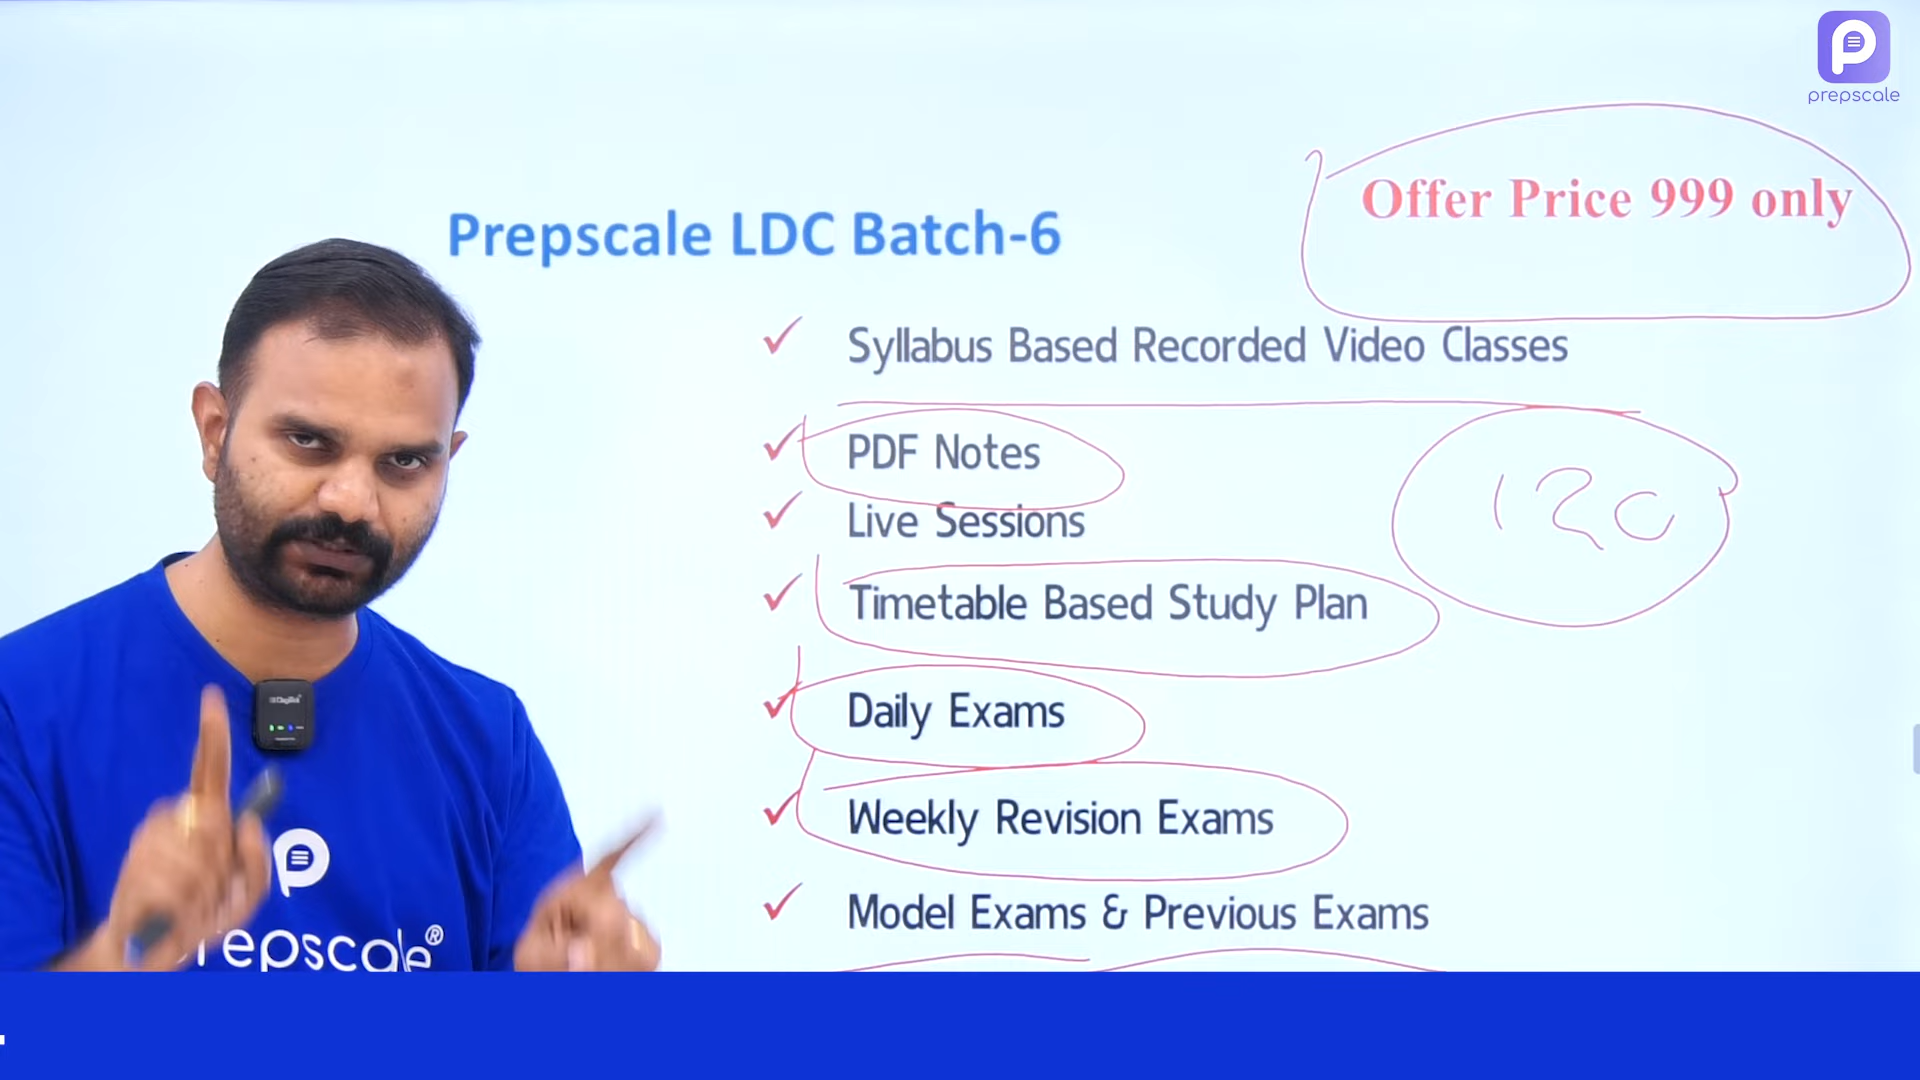 prepscale
Offer Price 999 only
Prepscale LDC Batch-6
Syllabus Based Recorded Video Classes
PDF Notes
120
Live Sessions
Timetable Based Study Plan
Daily Exams
Weekly Revision Exams
Model Exams & Previous Exams
repscale®